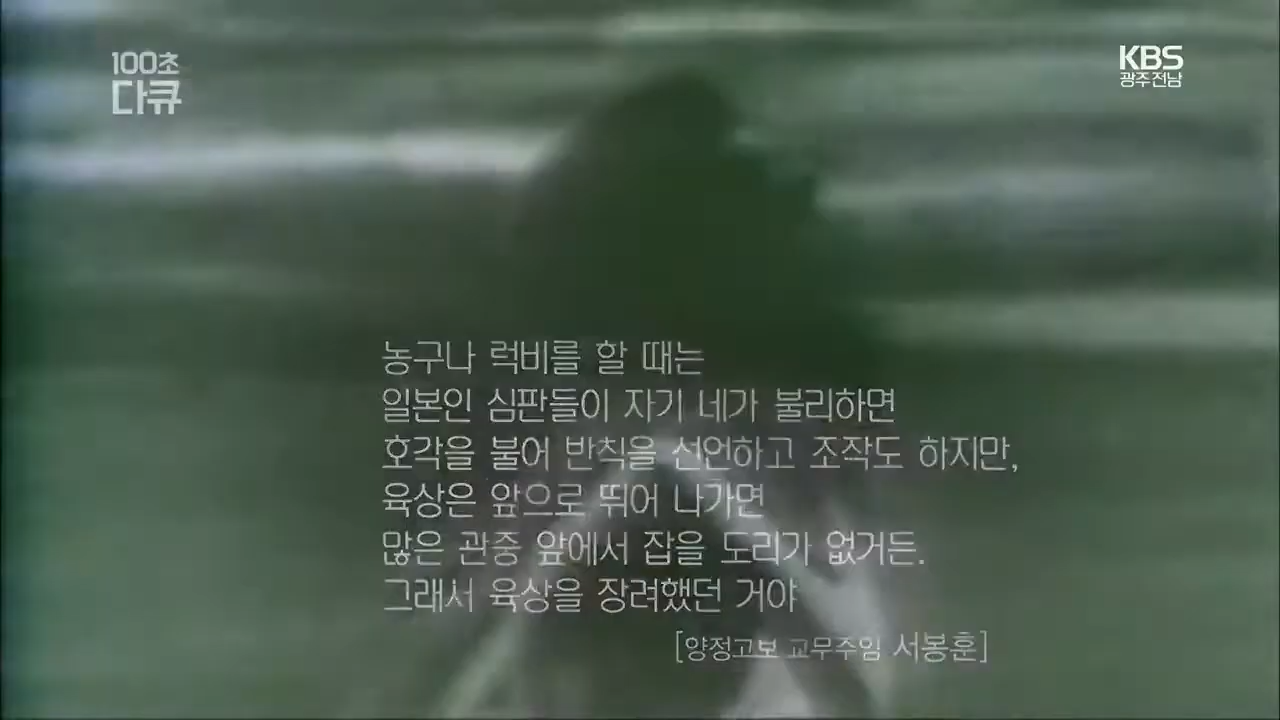 100초
다큐
KBS
광주전남
농구나 럭비를 할 때는
일본인 심판들이 자기 네가 불리하면
호각을 불어 반칙을 선언하고 조작도 하지만,
육상은 앞으로 뛰어 나가면
많은 관중 앞에서 잡을 도리가 없거든.
그래서 육상을 장려했던 거야
[양정고보 교무주임 서봉훈]